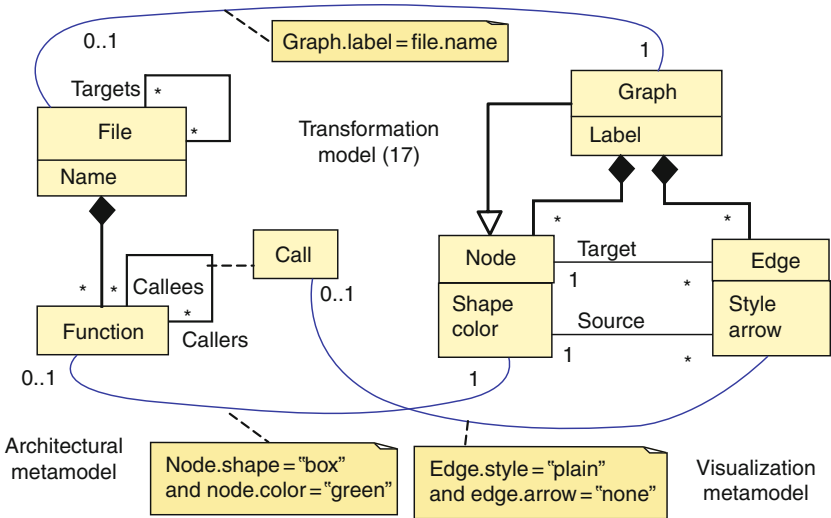 0..1
Graph.label=file.name
1
Targets
*
*
File
Name
Transformation
model (17)
Graph
Label
*
*
Call
0..1
*
*
Callees
*
Callers
Function
0..1
Node
Shape
color
Target
1
*
Source
1
*
Edge
Style
arrow
1
Architectural
metamodel
Node.shape="box"
and node.color="green"
Edge.style="plain"
and edge.arrow="none"
Visualization
metamodel